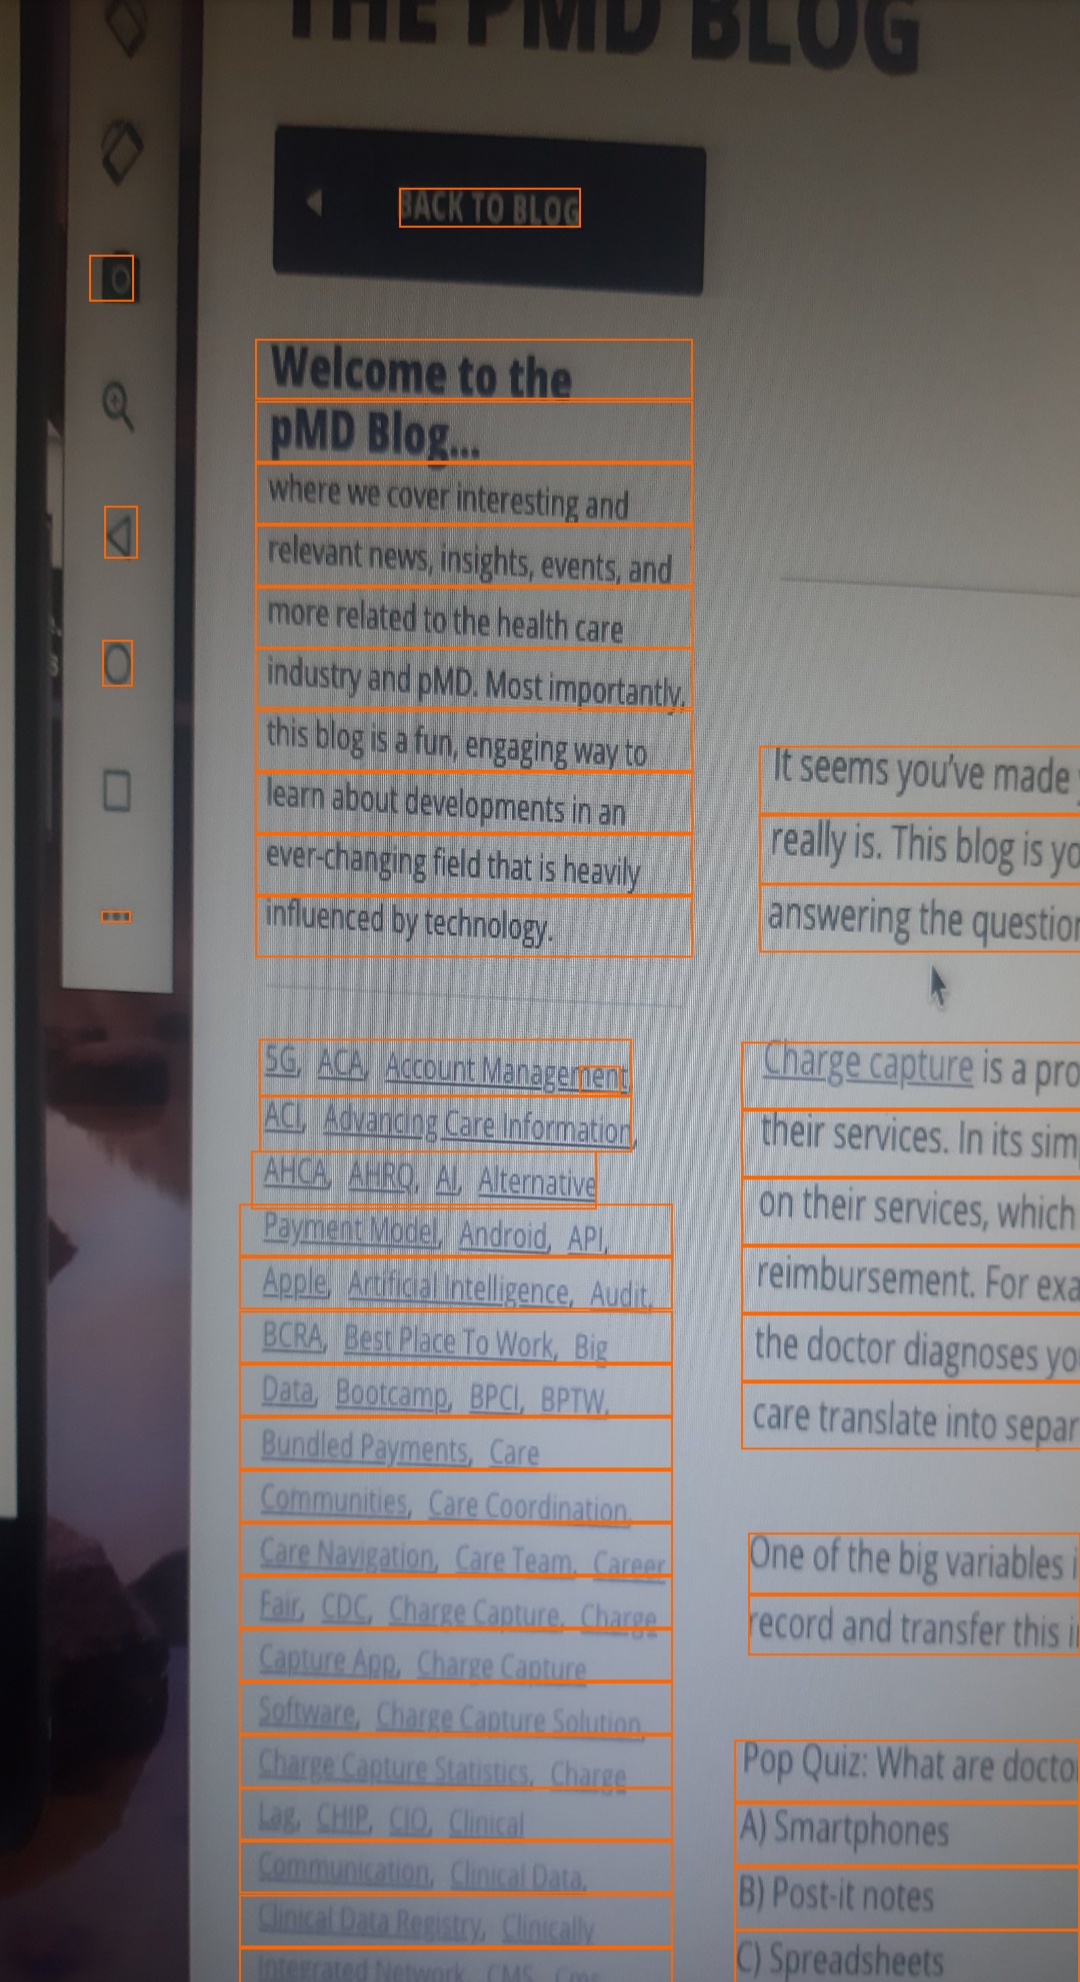 THE PMD BLOG
BACK TO BLOG
Welcome to the
pMD Blog...
where we cover interesting and
relevant news, insights, events, and
more related to the health care
industry and pMD. Most importantly,
this blog is a fun, engaging way to
learn about developments in an
ever-changing field that is heavily
influenced by technology.
5G, ACA, Account Management,
ACI, Advancing Care Information,
AHCA, AHRQ, AI, Alternative
Payment Model, Android, API,
Apple, Artificial Intelligence, Audit,
BCRA, Best Place To Work, Big
Data, Bootcamp, BPCI, BPTW,
Bundled Payments, Care
Communities, Care Coordination,
Care Navigation, Care Team, Career
Fair, CDC, Charge Capture, Charge
Capture App, Charge Capture
Software, Charge Capture Solution,
Charge Capture Statistics, Charge
Lag, CHIP, CIO, Clinical
Communication, Clinical Data,
Clinical Data Registry, Clinically
Integrated Network, CMS, Cms
It seems you've made
really is. This blog is yo
answering the question
Charge capture is a pro
their services. In its sim
on their services, which
reimbursement. For exa
the doctor diagnoses yo
care translate into separ
One of the big variables i
record and transfer this i
Pop Quiz: What are docto
A) Smartphones
B) Post-it notes
C) Spreadsheets